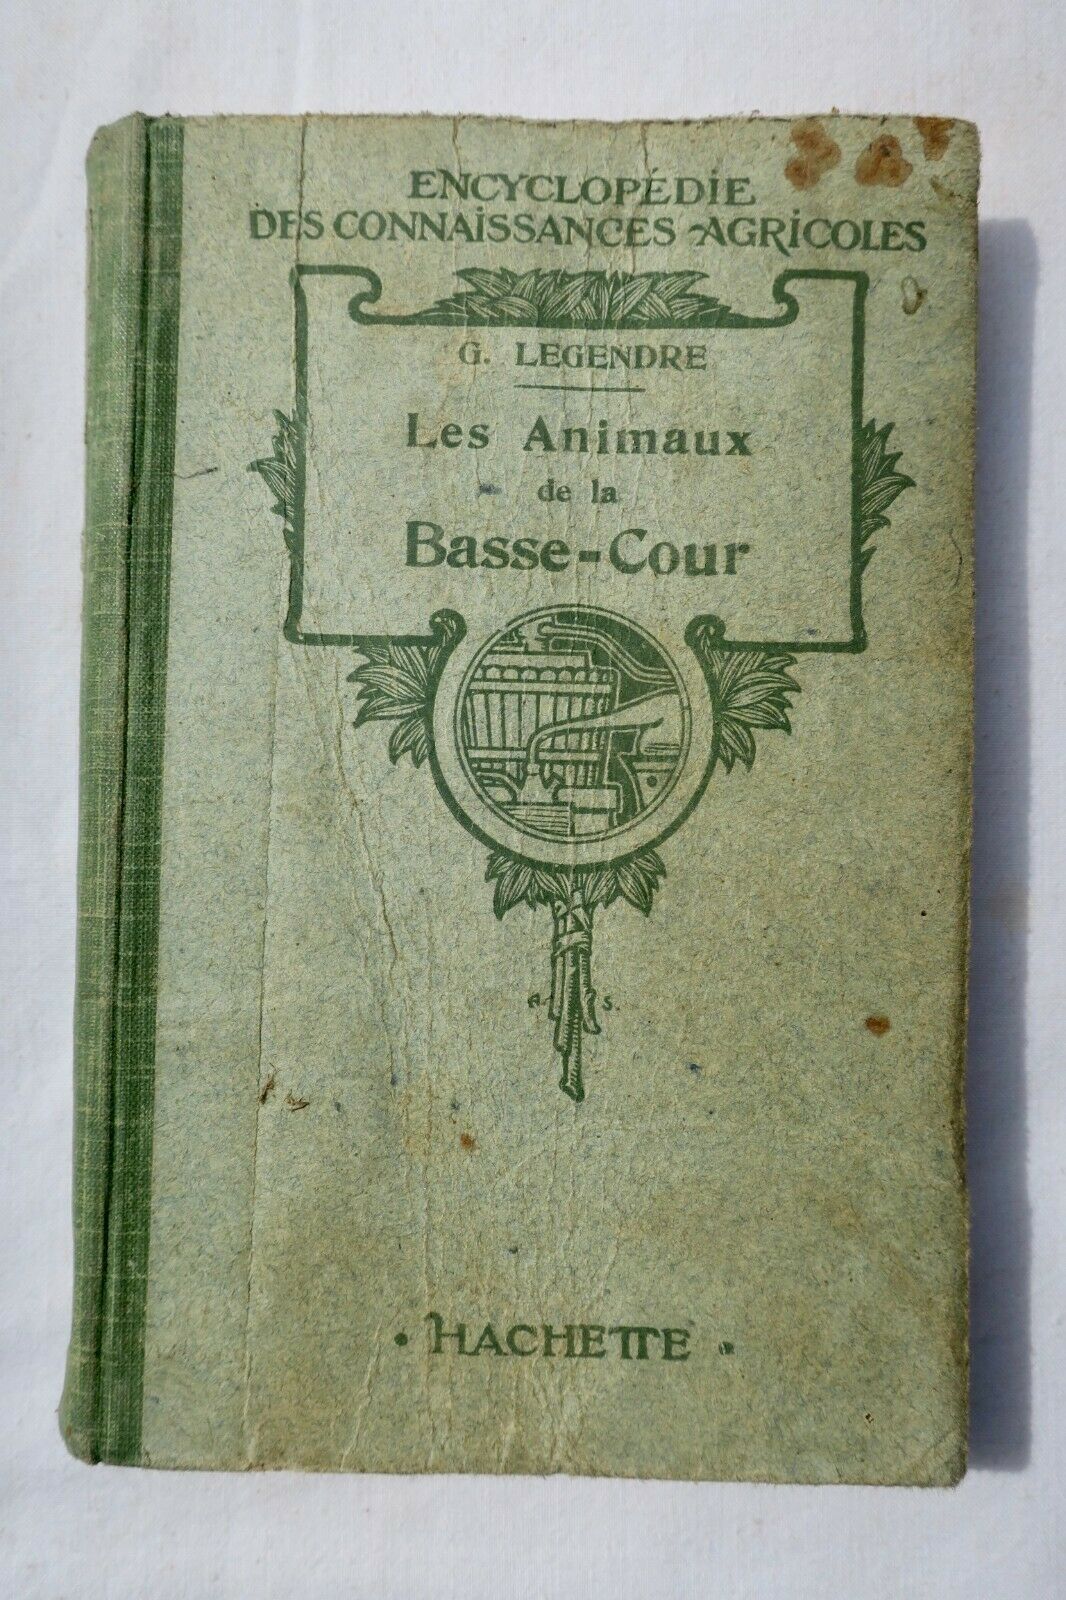 ENCYCLOPÉDIE
DES CONNAISSANCES AGRICOLES
G. LEGENDRE
Les Animaux
de la
Basse-Cour
A. S.
• HACHETTE •